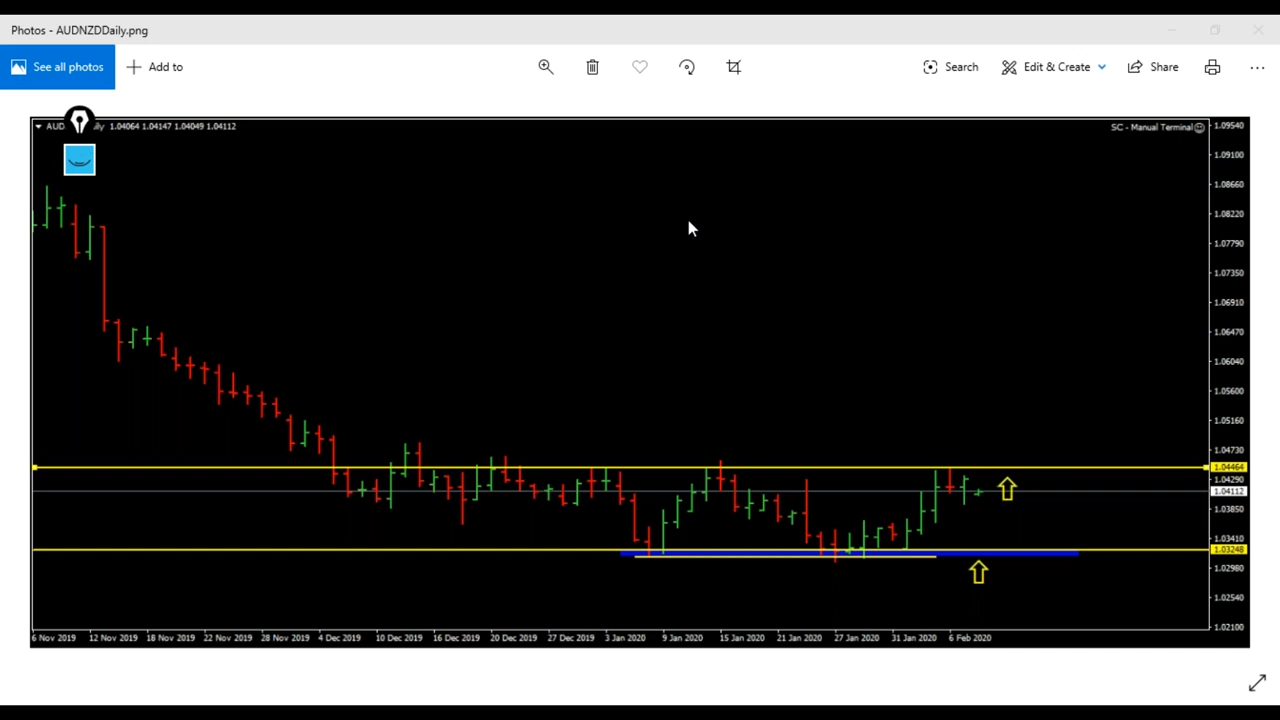 Photos - AUDNZDDaily.png
See all photos
Add to
Search
Edit & Create
Share
1.04064 1.04147 1.04049 1.04112
SC - Manual Terminal
1.09540
1.09100
1.08660
1.08220
1.07790
1.07350
1.06910
1.06470
1.06040
1.05600
1.05160
1.04730
1.04464
1.04290
1.04112
1.03850
1.03410
1.03248
1.02980
1.02540
1.02100
6 Nov 2019 12 Nov 2019 18 Nov 2019 22 Nov 2019 28 Nov 2019 4 Dec 2019 10 Dec 2019 16 Dec 2019 20 Dec 2019 27 Dec 2019 3 Jan 2020 9 Jan 2020 15 Jan 2020 21 Jan 2020 27 Jan 2020 31 Jan 2020 6 Feb 2020